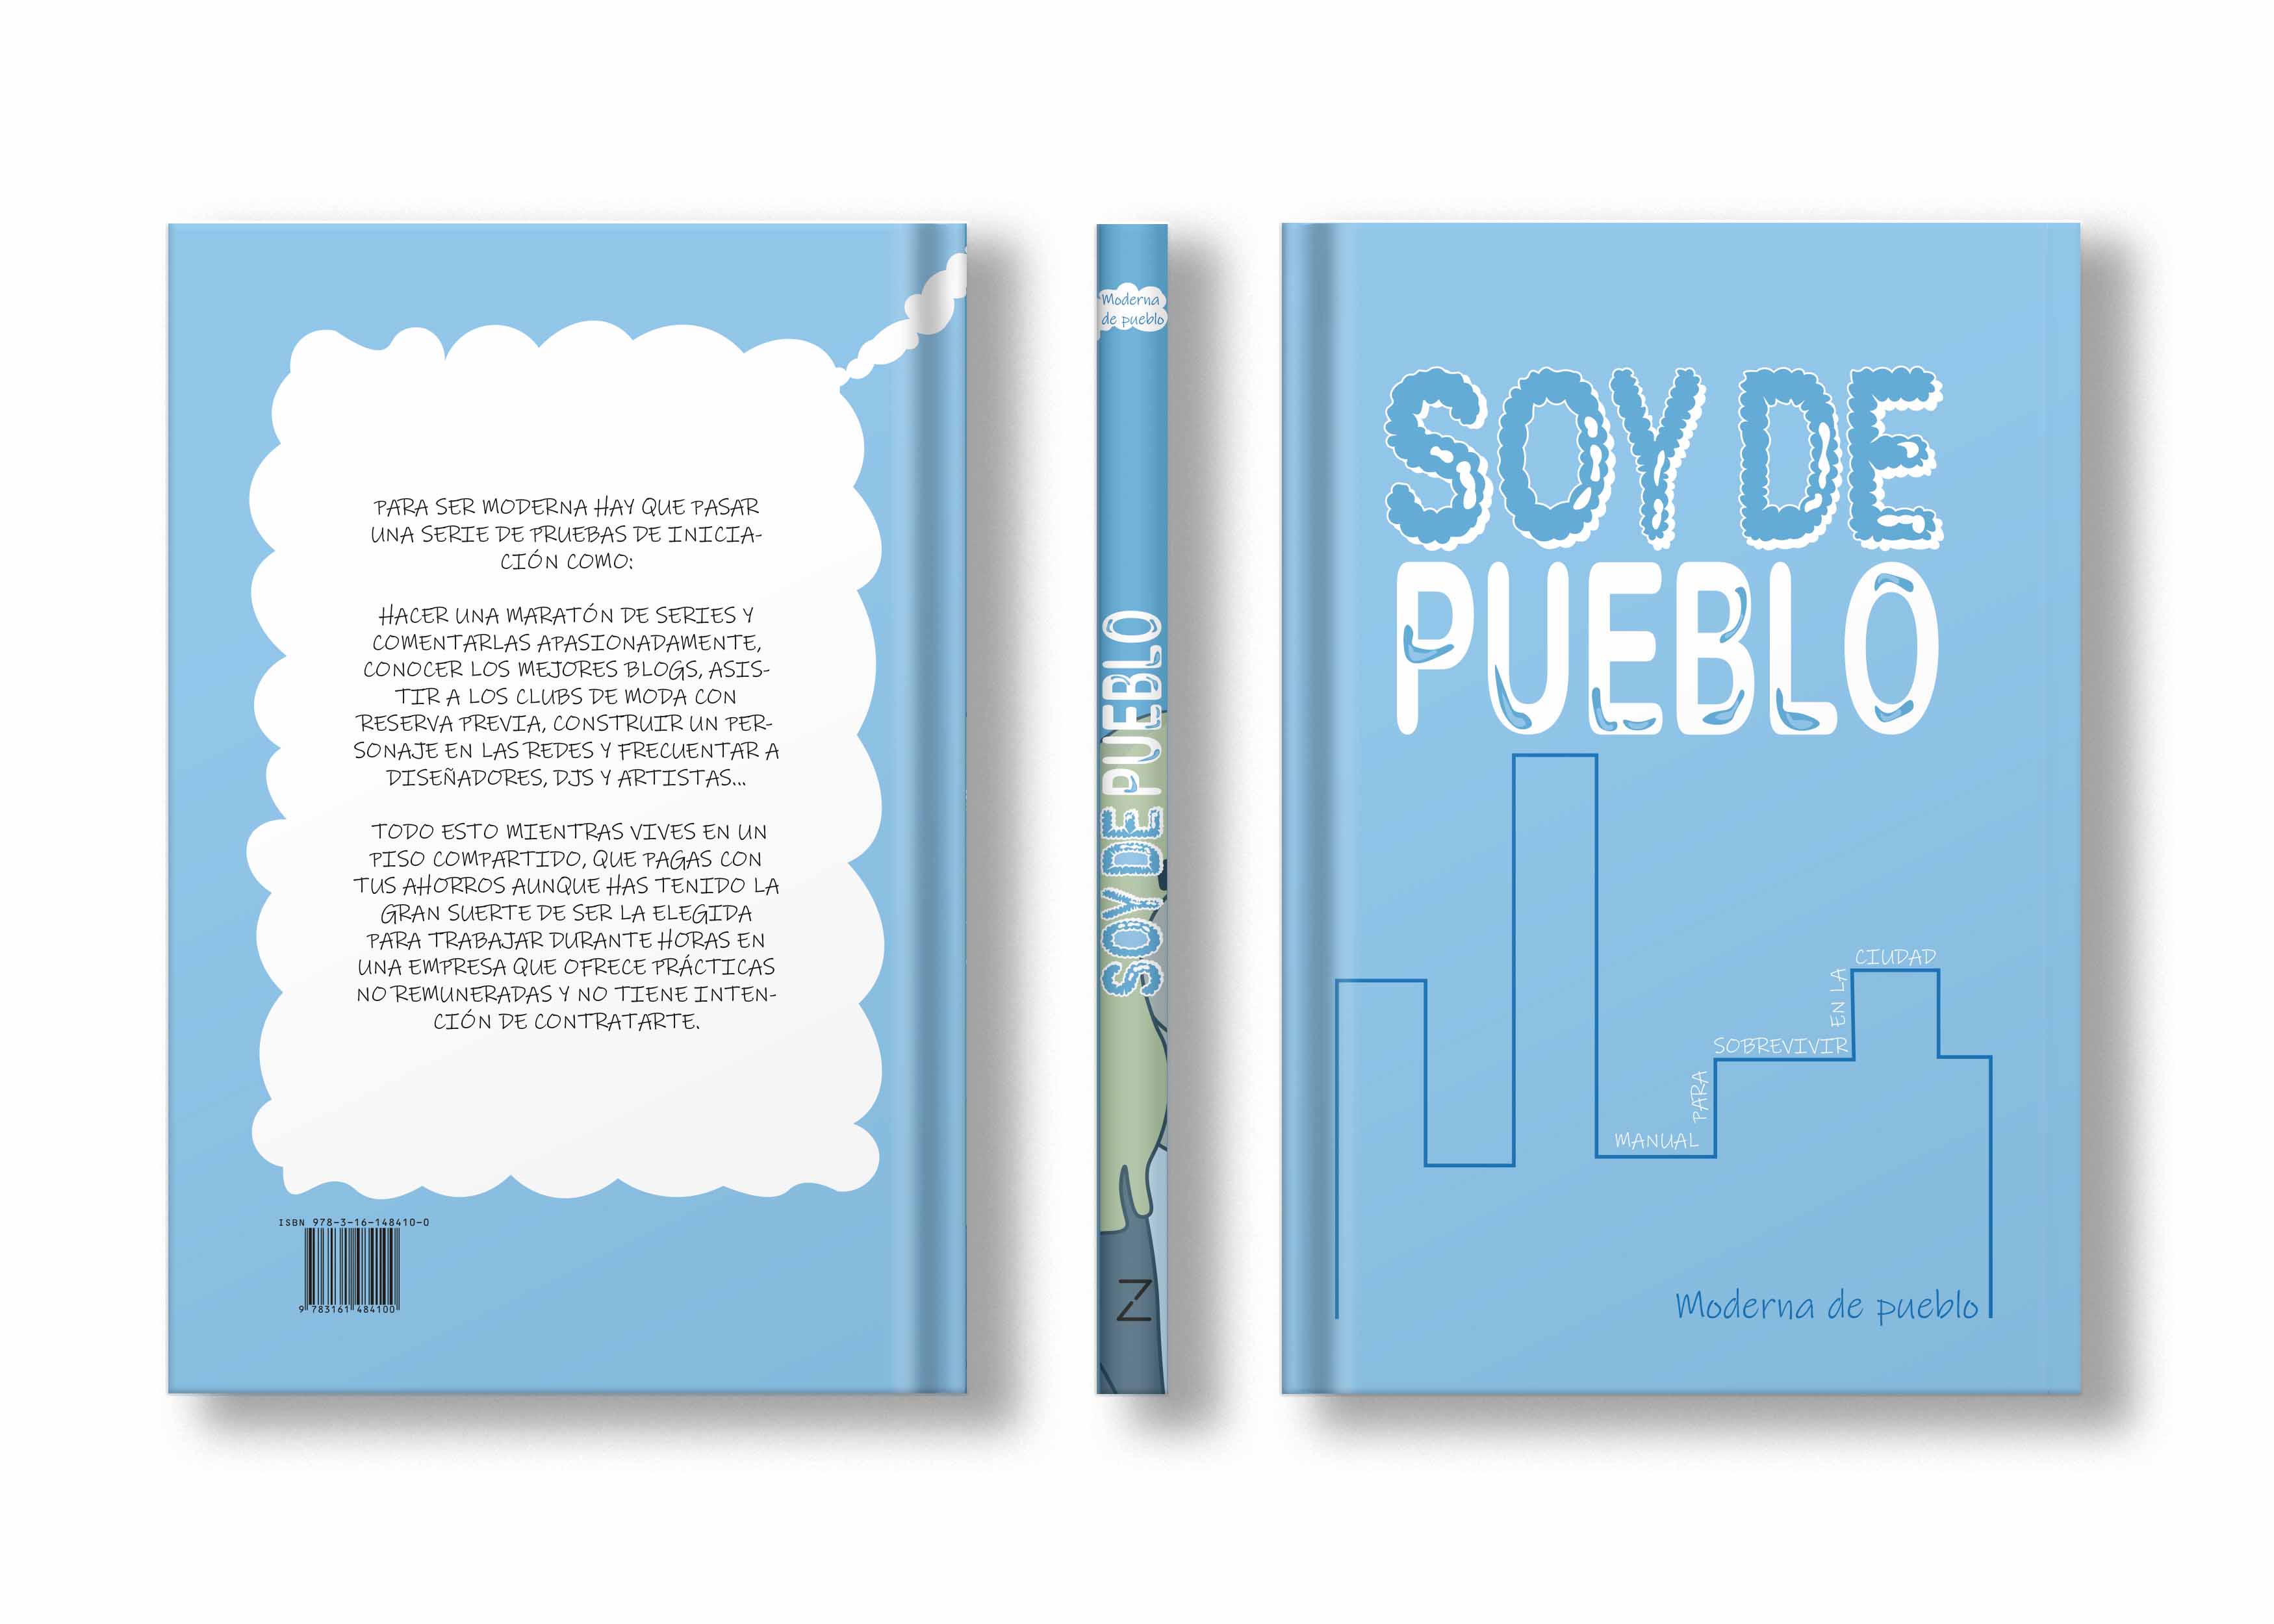 PARA SER MODERNA HAY QUE PASAR
UNA SERIE DE PRUEBAS DE INICIA-
CIÓN COMO:
HACER UNA MARATÓN DE SERIES Y
COMENTARLAS APASIONADAMENTE,
CONOCER LOS MEJORES BLOGS, ASIS-
TIR A LOS CLUBS DE MODA CON
RESERVA PREVIA, CONSTRUIR UN PER-
SONAJE EN LAS REDES Y FRECUENTAR A
DISEÑADORES, DJS Y ARTISTAS...
TODO ESTO MIENTRAS VIVES EN UN
PISO COMPARTIDO, QUE PAGAS CON
TUS AHORROS AUNQUE HAS TENIDO LA
GRAN SUERTE DE SER LA ELEGIDA
PARA TRABAJAR DURANTE HORAS EN
UNA EMPRESA QUE OFRECE PRÁCTICAS
NO REMUNERADAS Y NO TIENE INTEN-
CIÓN DE CONTRATARTE.
ISBN 978-3-16-148410-0
9 783161 484100
Moderna
de pueblo
SOY DE PUEBLO
Z
SOY DE
PUEBLO
MANUAL
PARA
SOBREVIVIR
EN LA
CIUDAD
Moderna de pueblo